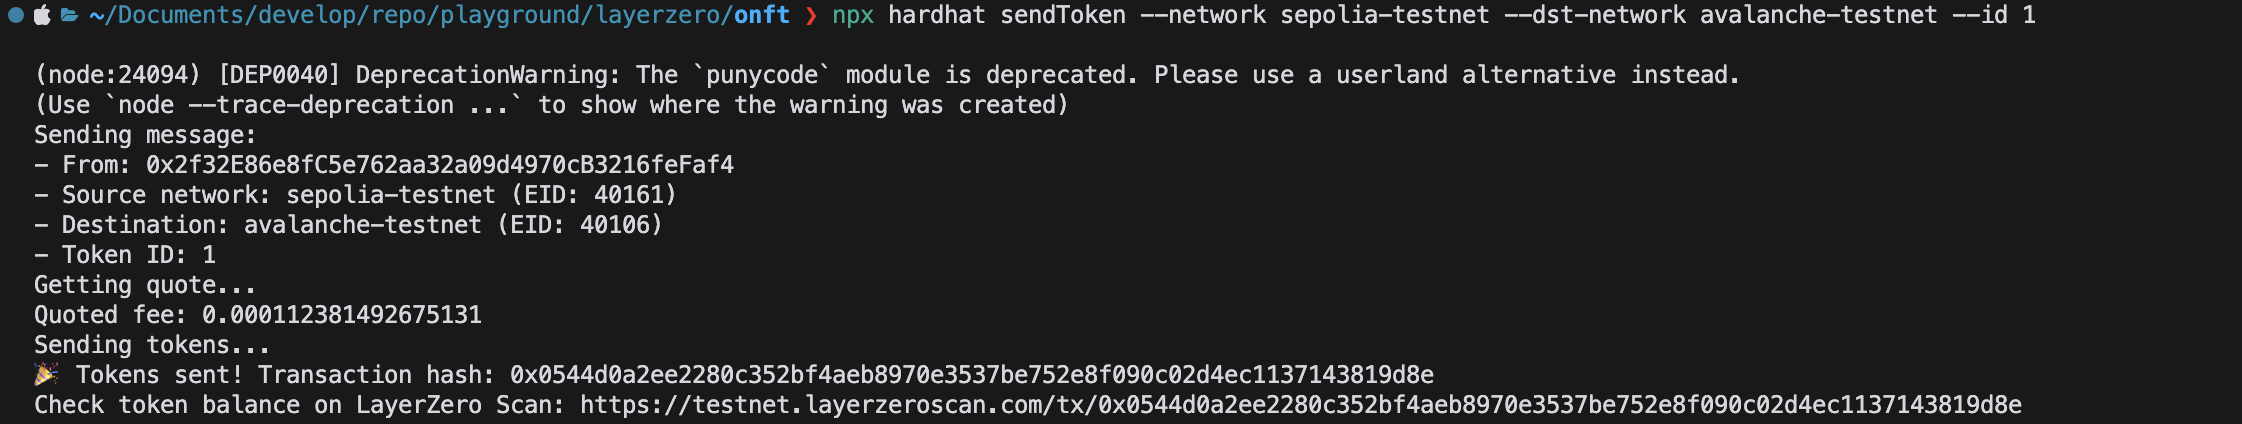 ~/Documents/develop/repo/playground/layerzero/onft ❯ npx hardhat sendToken --network sepolia-testnet --dst-network avalanche-testnet --id 1
(node:24094) [DEP0040] DeprecationWarning: The `punycode` module is deprecated. Please use a userland alternative instead.
(Use `node --trace-deprecation ...` to show where the warning was created)
Sending message:
- From: 0x2f32E86e8fC5e762aa32a09d4970cB3216feFaf4
- Source network: sepolia-testnet (EID: 40161)
- Destination: avalanche-testnet (EID: 40106)
- Token ID: 1
Getting quote...
Quoted fee: 0.000112381492675131
Sending tokens...
🎉 Tokens sent! Transaction hash: 0x0544d0a2ee2280c352bf4aeb8970e3537be752e8f090c02d4ec1137143819d8e
Check token balance on LayerZero Scan: https://testnet.layerzeroscan.com/tx/0x0544d0a2ee2280c352bf4aeb8970e3537be752e8f090c02d4ec1137143819d8e